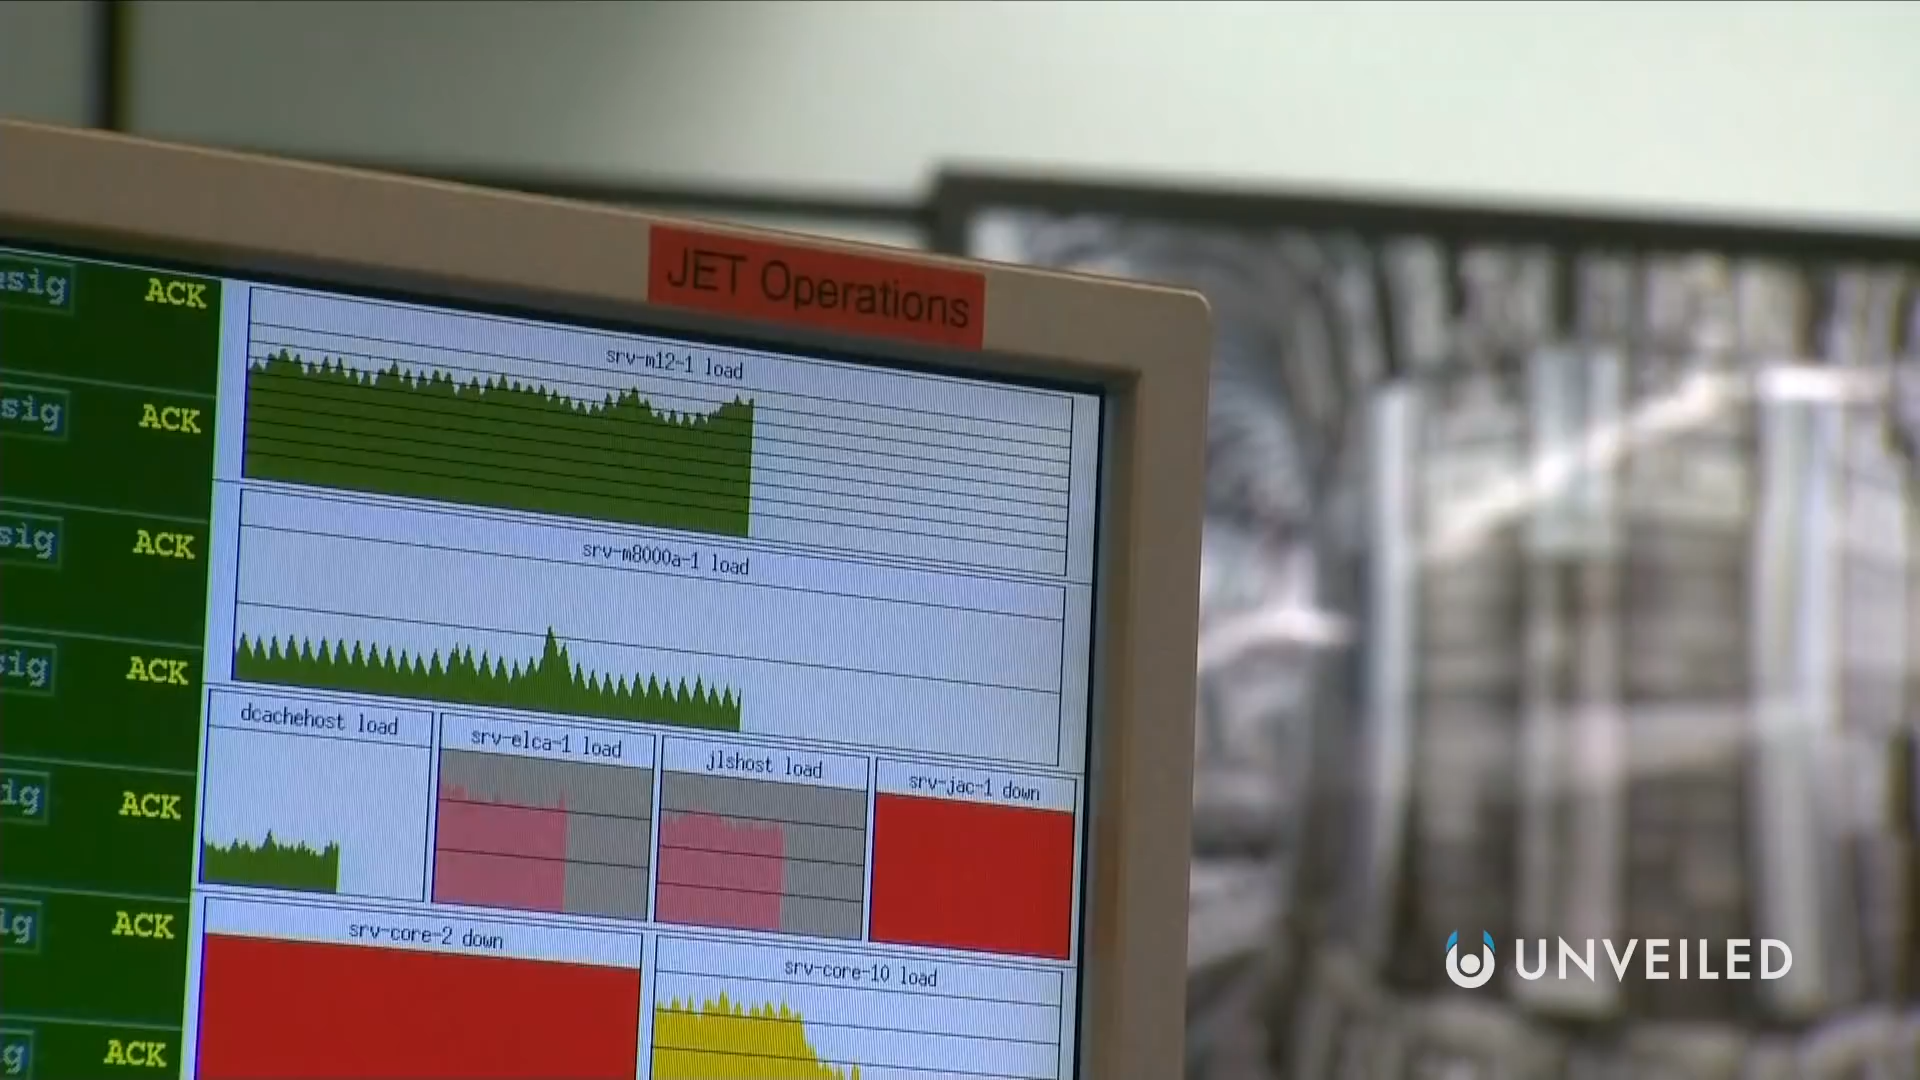 JET Operations
esig ACK
sig ACK
sig ACK
sig ACK
ig ACK
ig ACK
g ACK
srv-m12-1 load
srv-m8000a-1 load
dcachehost load
srv-elca-1 load
jlshost load
srv-jac-1 down
srv-core-2 down
srv-core-10 load
UNVEILED